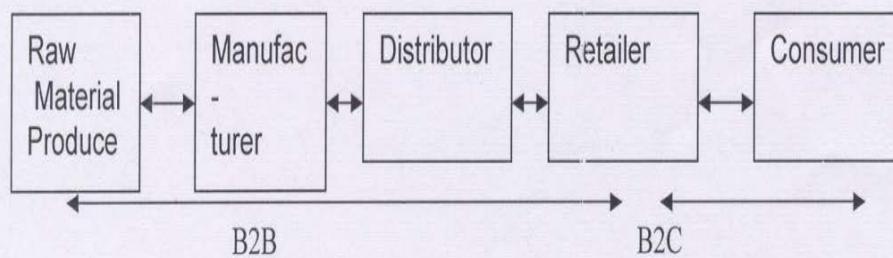 Raw
Material
Produce
Manufac
-
turer
Distributor
Retailer
Consumer
B2B
B2C